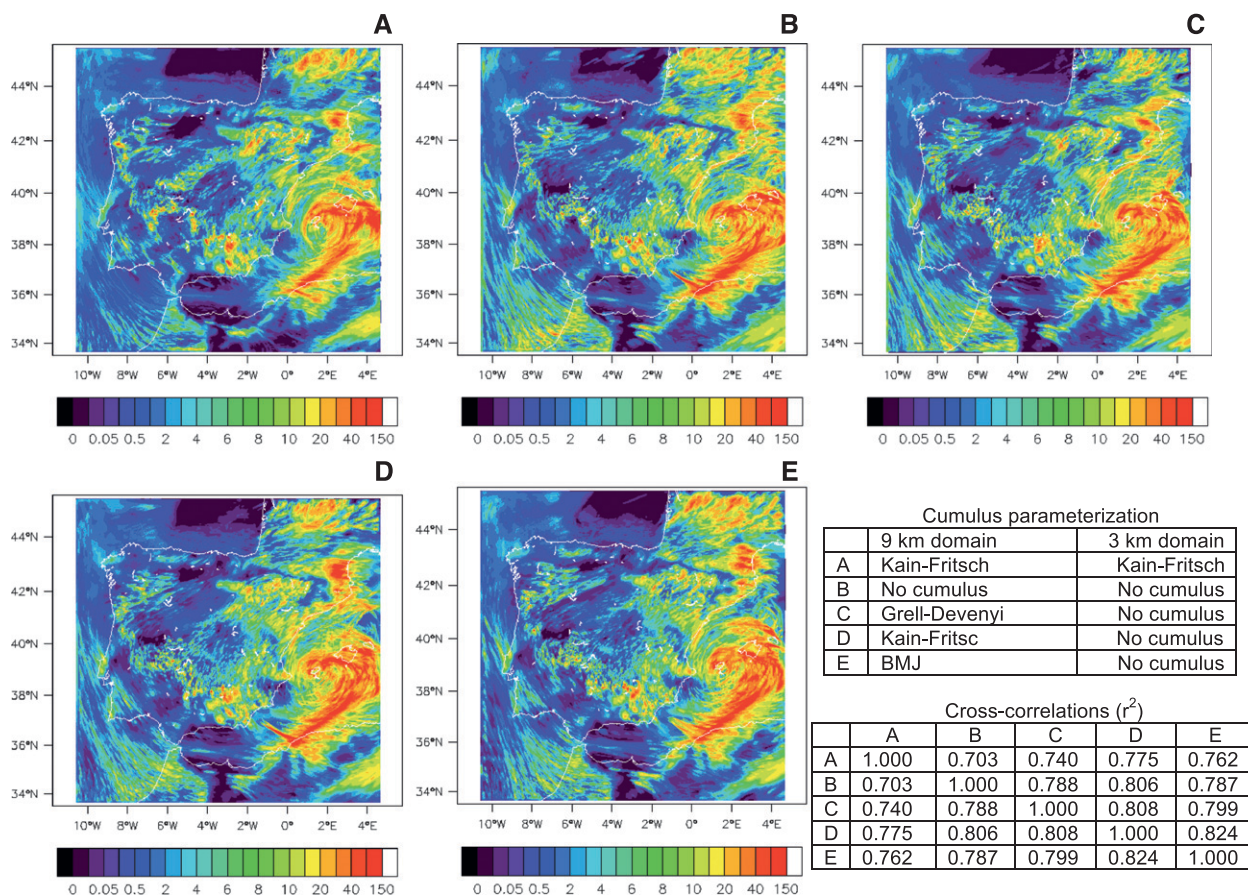 A
B
C
44°N
42°N
40°N
38°N
36°N
34°N
10°W 8°W 6°W 4°W 2°W 0° 2°E 4°E
0 0.05 0.5 2 4 6 8 10 20 40 150
44°N
42°N
40°N
38°N
36°N
34°N
10°W 8°W 6°W 4°W 2°W 0° 2°E 4°E
0 0.05 0.5 2 4 6 8 10 20 40 150
44°N
42°N
40°N
38°N
36°N
34°N
10°W 8°W 6°W 4°W 2°W 0° 2°E 4°E
0 0.05 0.5 2 4 6 8 10 20 40 150
D
E
44°N
42°N
40°N
38°N
36°N
34°N
10°W 8°W 6°W 4°W 2°W 0° 2°E 4°E
0 0.05 0.5 2 4 6 8 10 20 40 150
44°N
42°N
40°N
38°N
36°N
34°N
10°W 8°W 6°W 4°W 2°W 0° 2°E 4°E
0 0.05 0.5 2 4 6 8 10 20 40 150
Cumulus parameterization
9 km domain 3 km domain
A Kain-Fritsch Kain-Fritsch
B No cumulus No cumulus
C Grell-Devenyi No cumulus
D Kain-Fritsc No cumulus
E BMJ No cumulus
Cross-correlations (r²)
A B C D E
A 1.000 0.703 0.740 0.775 0.762
B 0.703 1.000 0.788 0.806 0.787
C 0.740 0.788 1.000 0.808 0.799
D 0.775 0.806 0.808 1.000 0.824
E 0.762 0.787 0.799 0.824 1.000